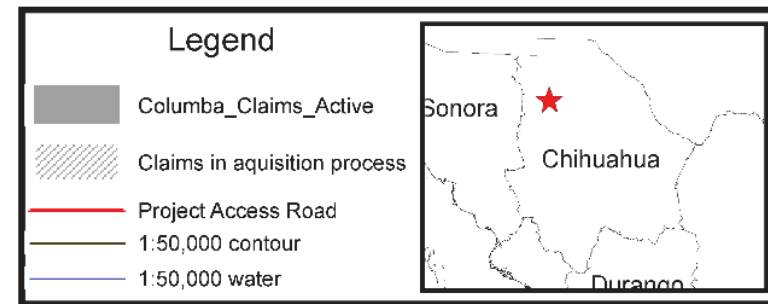 Legend
Columba_Claims_Active
Claims in aquisition process
Project Access Road
1:50,000 contour
1:50,000 water
Sonora
Chihuahua
Durango